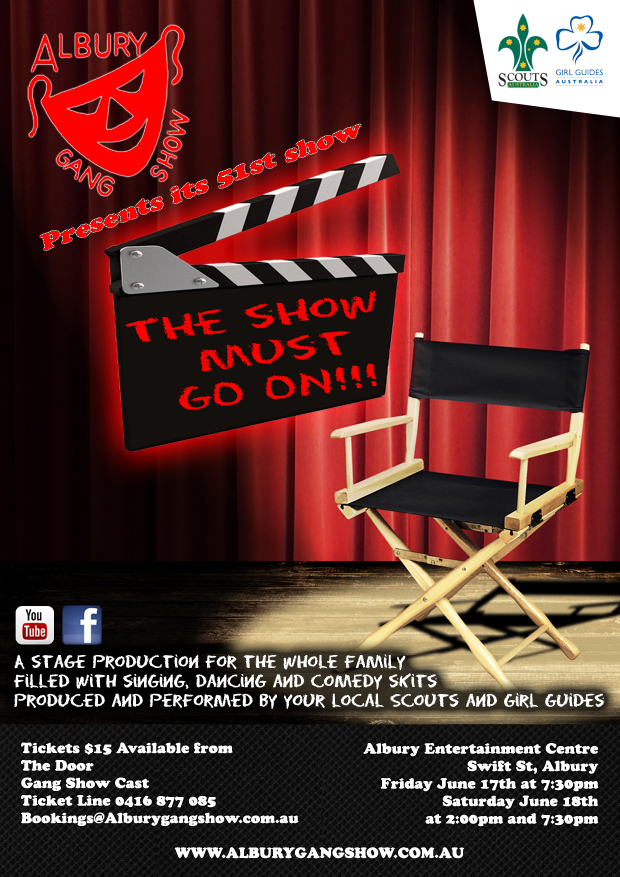 ALBURY
GANG SHOW
SCOUTS
AUSTRALIA
GIRL GUIDES
AUSTRALIA
Presents its 51st show
THE SHOW
MUST
GO ON!!!
You
Tube
f
A STAGE PRODUCTION FOR THE WHOLE FAMILY
FILLED WITH SINGING, DANCING AND COMEDY SKITS
PRODUCED AND PERFORMED BY YOUR LOCAL SCOUTS AND GIRL GUIDES
Tickets $15 Available from
The Door
Gang Show Cast
Ticket Line 0416 877 085
Bookings@Alburygangshow.com.au
Albury Entertainment Centre
Swift St, Albury
Friday June 17th at 7:30pm
Saturday June 18th
at 2:00pm and 7:30pm
WWW.ALBURYGANGSHOW.COM.AU